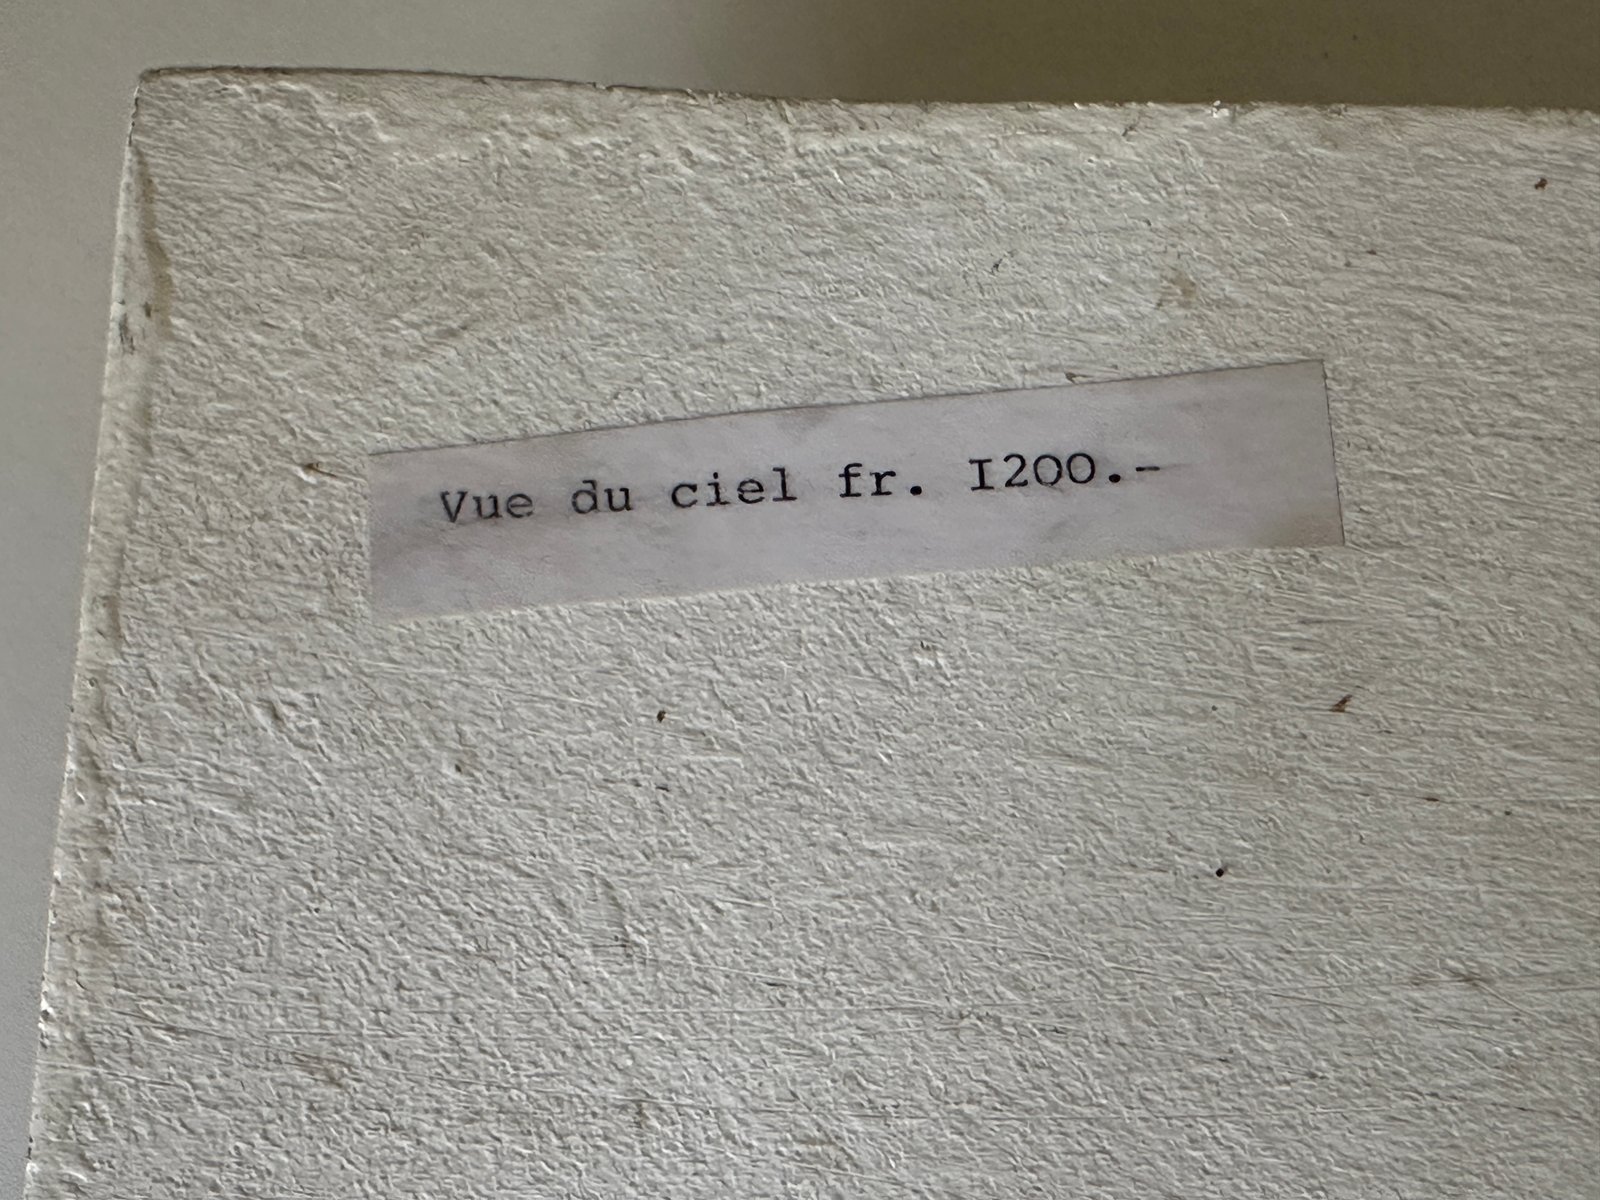 Vue du ciel fr. I200.-